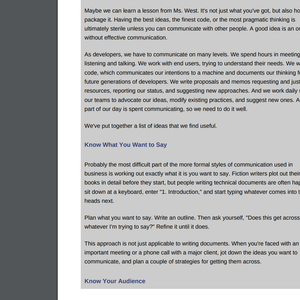 Maybe we can learn a lesson from Ms. West. It's not just what you've got, but also how
package it. Having the best ideas, the finest code, or the most pragmatic thinking is
ultimately sterile unless you can communicate with other people. A good idea is an or
without effective communication.
As developers, we have to communicate on many levels. We spend hours in meeting
listening and talking. We work with end users, trying to understand their needs. We w
code, which communicates our intentions to a machine and documents our thinking f
future generations of developers. We write proposals and memos requesting and just
resources, reporting our status, and suggesting new approaches. And we work daily
our teams to advocate our ideas, modify existing practices, and suggest new ones. A
part of our day is spent communicating, so we need to do it well.
We've put together a list of ideas that we find useful.
Know What You Want to Say
Probably the most difficult part of the more formal styles of communication used in
business is working out exactly what it is you want to say. Fiction writers plot out their
books in detail before they start, but people writing technical documents are often hap
sit down at a keyboard, enter "1. Introduction," and start typing whatever comes into t
heads next.
Plan what you want to say. Write an outline. Then ask yourself, "Does this get across
whatever I'm trying to say?" Refine it until it does.
This approach is not just applicable to writing documents. When you're faced with an
important meeting or a phone call with a major client, jot down the ideas you want to
communicate, and plan a couple of strategies for getting them across.
Know Your Audience